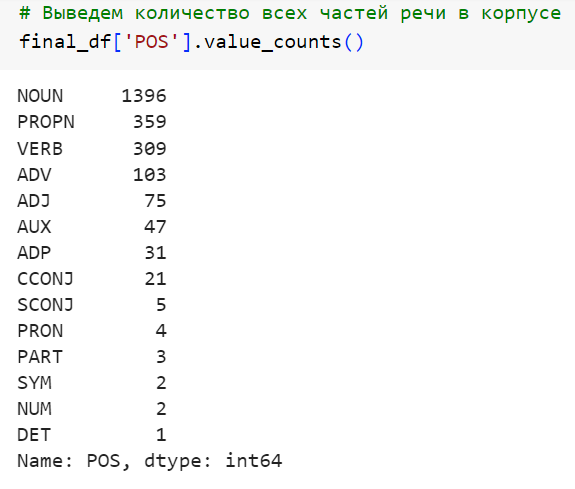 # Выведем количество всех частей речи в корпусе
final_df['POS'].value_counts()
NOUN 1396
PROPN 359
VERB 309
ADV 103
ADJ 75
AUX 47
ADP 31
CCONJ 21
SCONJ 5
PRON 4
PART 3
SYM 2
NUM 2
DET 1
Name: POS, dtype: int64